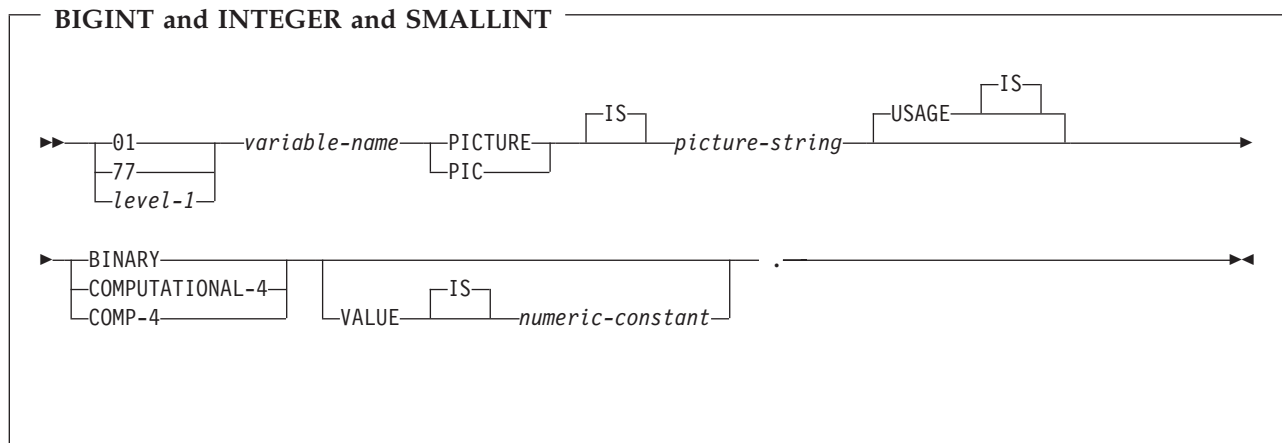 BIGINT and INTEGER and SMALLINT
IS
IS USAGE
01 variable-name PICTURE picture-string
77 PIC
level-1
BINARY .
COMPUTATIONAL-4 IS
COMP-4 VALUE numeric-constant